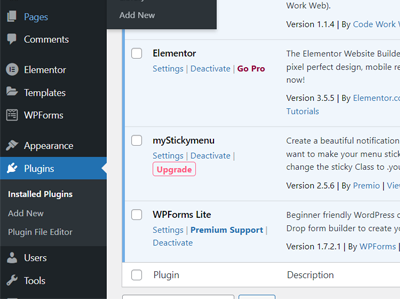 Pages
Comments
Elementor
Templates
WPForms
Appearance
Plugins
Installed Plugins
Add New
Plugin File Editor
Users
Tools
Add New
Work Web).
Version 1.1.4 | By Code Work
Elementor
Settings | Deactivate | Go Pro
The Elementor Website Builde
pixel perfect design, mobile re
now!
Version 3.5.5 | By Elementor.co
Tutorials
myStickymenu
Settings | Deactivate |
Upgrade
Create a beautiful notification
want to make your menu stick
change the sticky Class to .you
Version 2.5.6 | By Premio | View
WPForms Lite
Settings | Premium Support |
Deactivate
Beginner friendly WordPress c
Drop form builder to create yo
Version 1.7.2.1 | By WPForms |
Plugin
Description